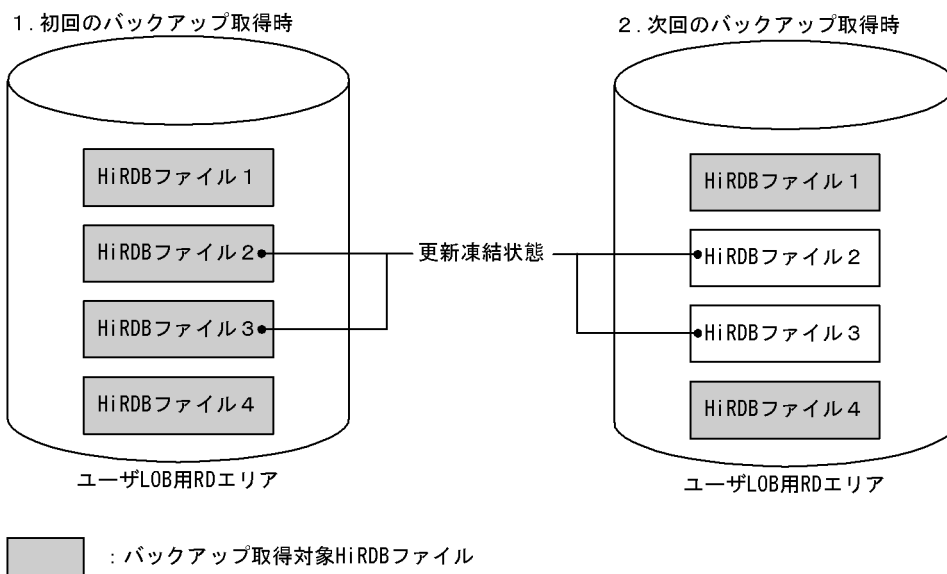 1.初回のバックアップ取得時
2.次回のバックアップ取得時
HiRDBファイル1
HiRDBファイル2
HiRDBファイル3
HiRDBファイル4
ユーザLOB用RDエリア
更新凍結状態
HiRDBファイル1
HiRDBファイル2
HiRDBファイル3
HiRDBファイル4
ユーザLOB用RDエリア
:バックアップ取得対象HiRDBファイル